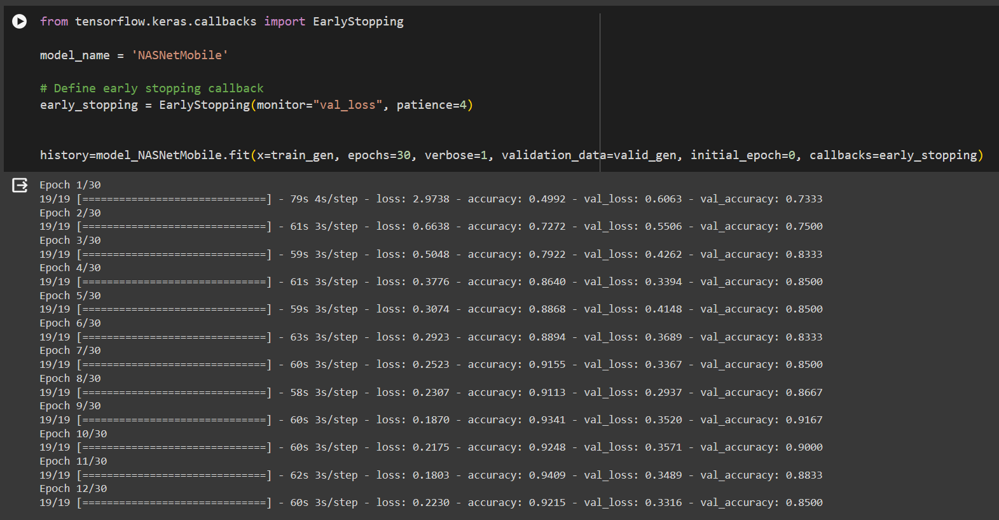 from tensorflow.keras.callbacks import EarlyStopping
model_name = 'NASNetMobile'
# Define early stopping callback
early_stopping = EarlyStopping(monitor="val_loss", patience=4)
history=model_NASNetMobile.fit(x=train_gen, epochs=30, verbose=1, validation_data=valid_gen, initial_epoch=0, callbacks=early_stopping)
Epoch 1/30
19/19 [==============================] - 79s 4s/step - loss: 2.9738 - accuracy: 0.4992 - val_loss: 0.6063 - val_accuracy: 0.7333
Epoch 2/30
19/19 [==============================] - 61s 3s/step - loss: 0.6638 - accuracy: 0.7272 - val_loss: 0.5506 - val_accuracy: 0.7500
Epoch 3/30
19/19 [==============================] - 59s 3s/step - loss: 0.5048 - accuracy: 0.7922 - val_loss: 0.4262 - val_accuracy: 0.8333
Epoch 4/30
19/19 [==============================] - 61s 3s/step - loss: 0.3776 - accuracy: 0.8640 - val_loss: 0.3394 - val_accuracy: 0.8500
Epoch 5/30
19/19 [==============================] - 59s 3s/step - loss: 0.3074 - accuracy: 0.8868 - val_loss: 0.4148 - val_accuracy: 0.8500
Epoch 6/30
19/19 [==============================] - 63s 3s/step - loss: 0.2923 - accuracy: 0.8894 - val_loss: 0.3689 - val_accuracy: 0.8333
Epoch 7/30
19/19 [==============================] - 60s 3s/step - loss: 0.2523 - accuracy: 0.9155 - val_loss: 0.3367 - val_accuracy: 0.8500
Epoch 8/30
19/19 [==============================] - 58s 3s/step - loss: 0.2307 - accuracy: 0.9113 - val_loss: 0.2937 - val_accuracy: 0.8667
Epoch 9/30
19/19 [==============================] - 60s 3s/step - loss: 0.1870 - accuracy: 0.9341 - val_loss: 0.3520 - val_accuracy: 0.9167
Epoch 10/30
19/19 [==============================] - 60s 3s/step - loss: 0.2175 - accuracy: 0.9248 - val_loss: 0.3571 - val_accuracy: 0.9000
Epoch 11/30
19/19 [==============================] - 62s 3s/step - loss: 0.1803 - accuracy: 0.9409 - val_loss: 0.3489 - val_accuracy: 0.8833
Epoch 12/30
19/19 [==============================] - 60s 3s/step - loss: 0.2230 - accuracy: 0.9215 - val_loss: 0.3316 - val_accuracy: 0.8500